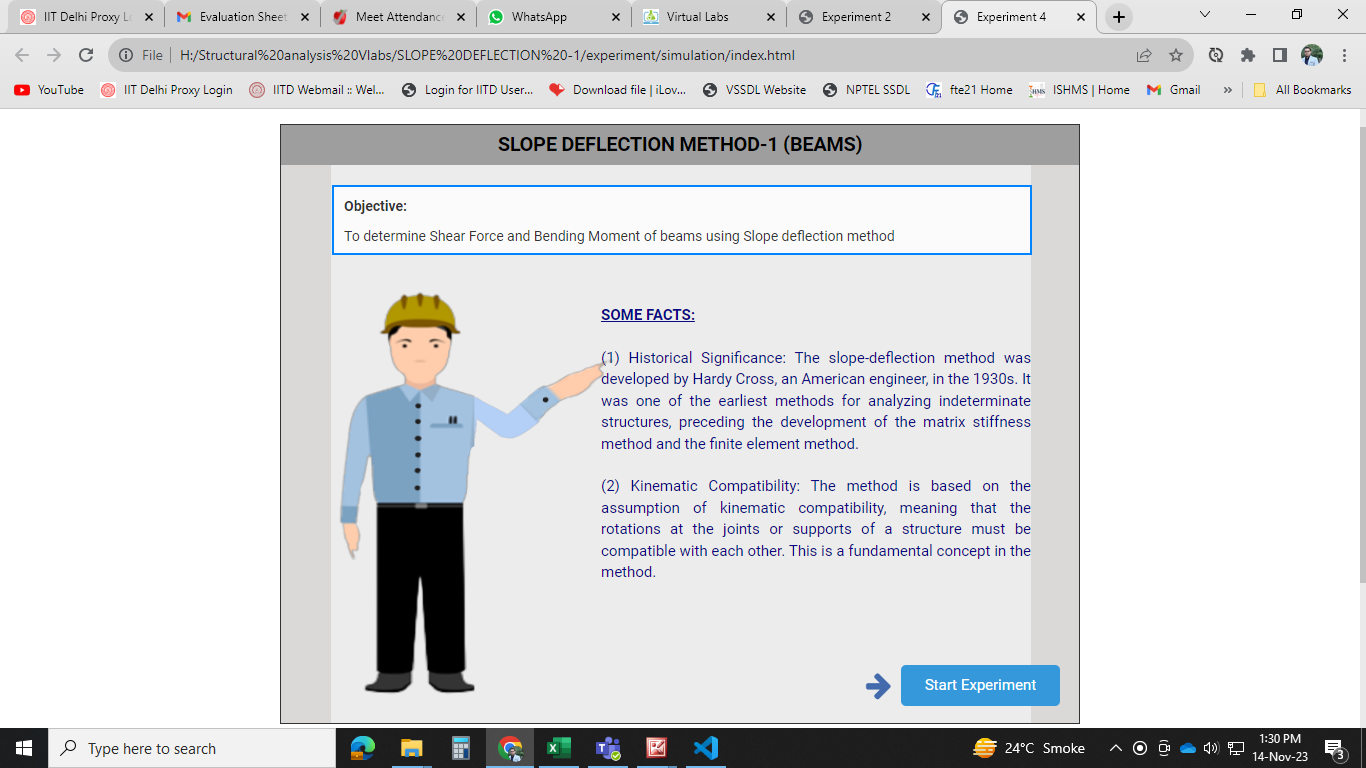 IIT Delhi Proxy Lo
Evaluation Sheet
Meet Attendance
WhatsApp
Virtual Labs
Experiment 2
Experiment 4
File
H:/Structural%20analysis%20Vlabs/SLOPE%20DEFLECTION%20-1/experiment/simulation/index.html
YouTube
IIT Delhi Proxy Login
IITD Webmail :: Wel...
Login for IITD User...
Download file | iLov...
VSSDL Website
NPTEL SSDL
fte21 Home
ISHMS | Home
Gmail
»
All Bookmarks
SLOPE DEFLECTION METHOD-1 (BEAMS)
Objective:
To determine Shear Force and Bending Moment of beams using Slope deflection method
SOME FACTS:
(1) Historical Significance: The slope-deflection method was
developed by Hardy Cross, an American engineer, in the 1930s. It
was one of the earliest methods for analyzing indeterminate
structures, preceding the development of the matrix stiffness
method and the finite element method.
(2) Kinematic Compatibility: The method is based on the
assumption of kinematic compatibility, meaning that the
rotations at the joints or supports of a structure must be
compatible with each other. This is a fundamental concept in the
method.
Start Experiment
Type here to search
24°C Smoke
1:30 PM
14-Nov-23
3